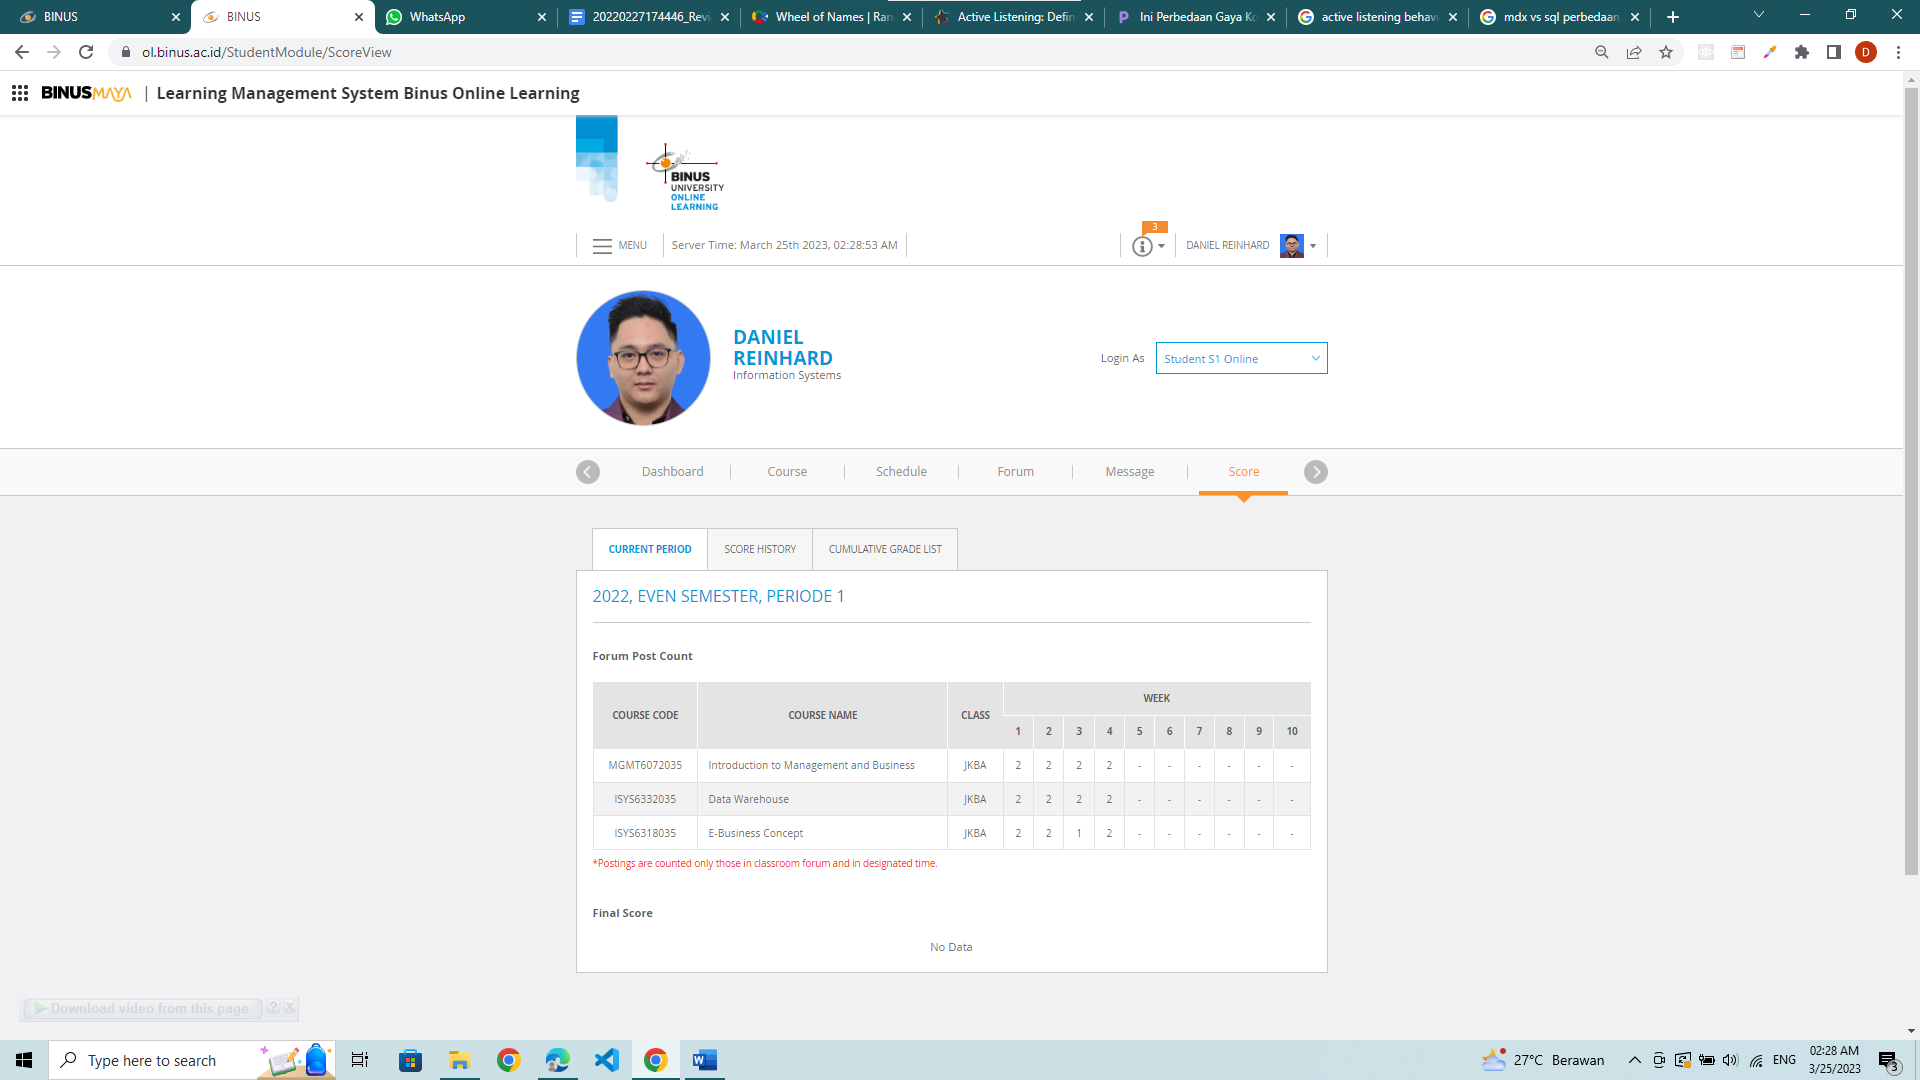 BINUS
BINUS
WhatsApp
20220227174446_Revi
Wheel of Names | Ran
Active Listening: Defin
Ini Perbedaan Gaya Ko
active listening behavi
mdx vs sql perbedaan
ol.binus.ac.id/StudentModule/ScoreView
D
BINUSMAYA | Learning Management System Binus Online Learning
BINUS
UNIVERSITY
ONLINE
LEARNING
MENU
Server Time: March 25th 2023, 02:28:53 AM
3
DANIEL REINHARD
DANIEL
REINHARD
Information Systems
Login As
Student S1 Online
Dashboard
Course
Schedule
Forum
Message
Score
CURRENT PERIOD
SCORE HISTORY
CUMULATIVE GRADE LIST
2022, EVEN SEMESTER, PERIODE 1
Forum Post Count
COURSE CODE COURSE NAME CLASS WEEK
1 2 3 4 5 6 7 8 9 10
MGMT6072035 Introduction to Management and Business JKBA 2 2 2 2 - - - - - -
ISYS6332035 Data Warehouse JKBA 2 2 2 2 - - - - - -
ISYS6318035 E-Business Concept JKBA 2 2 1 2 - - - - - -
*Postings are counted only those in classroom forum and in designated time.
Final Score
No Data
Download video from this page ? X
Type here to search
27°C Berawan
ENG
02:28 AM
3/25/2023
3